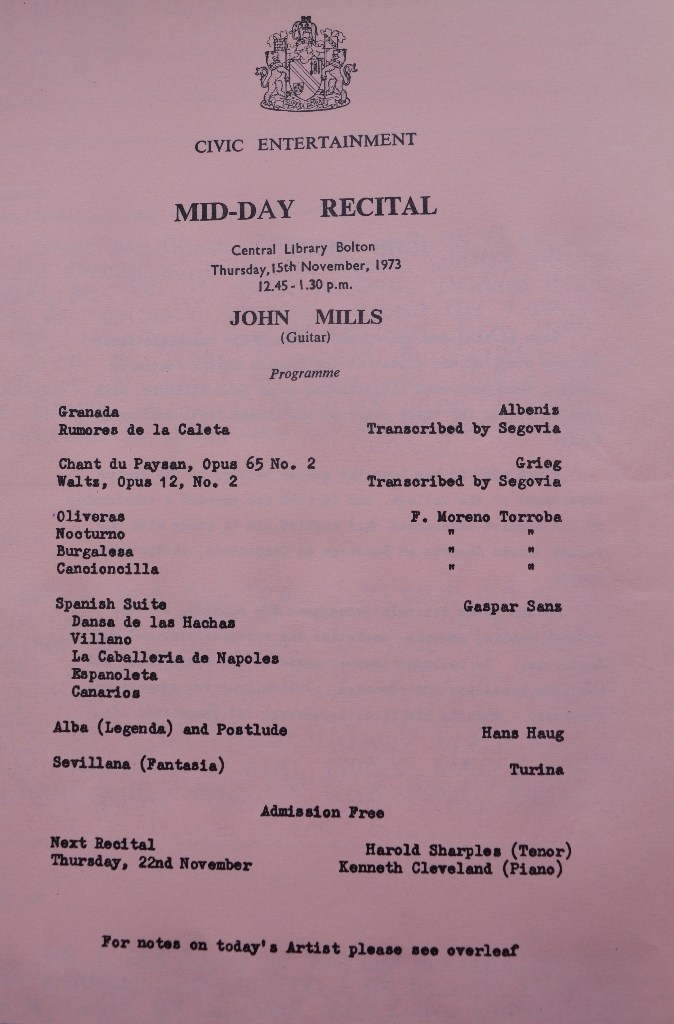 CIVIC ENTERTAINMENT
MID-DAY RECITAL
Central Library Bolton
Thursday, 15th November, 1973
12.45 - 1.30 p.m.
JOHN MILLS
(Guitar)
Programme
Granada Albenis
Rumores de la Caleta Transcribed by Segovia
Chant du Paysan, Opus 65 No. 2 Grieg
Waltz, Opus 12, No. 2 Transcribed by Segovia
Oliveras F. Moreno Torroba
Nocturno " "
Burgalesa " "
Cancioncilla " "
Spanish Suite Gaspar Sanz
Dansa de las Hachas
Villano
La Caballeria de Napoles
Espanoleta
Canarios
Alba (Legenda) and Postlude Hans Haug
Sevillana (Fantasia) Turina
Admission Free
Next Recital Harold Sharples (Tenor)
Thursday, 22nd November Kenneth Cleveland (Piano)
For notes on today's Artist please see overleaf